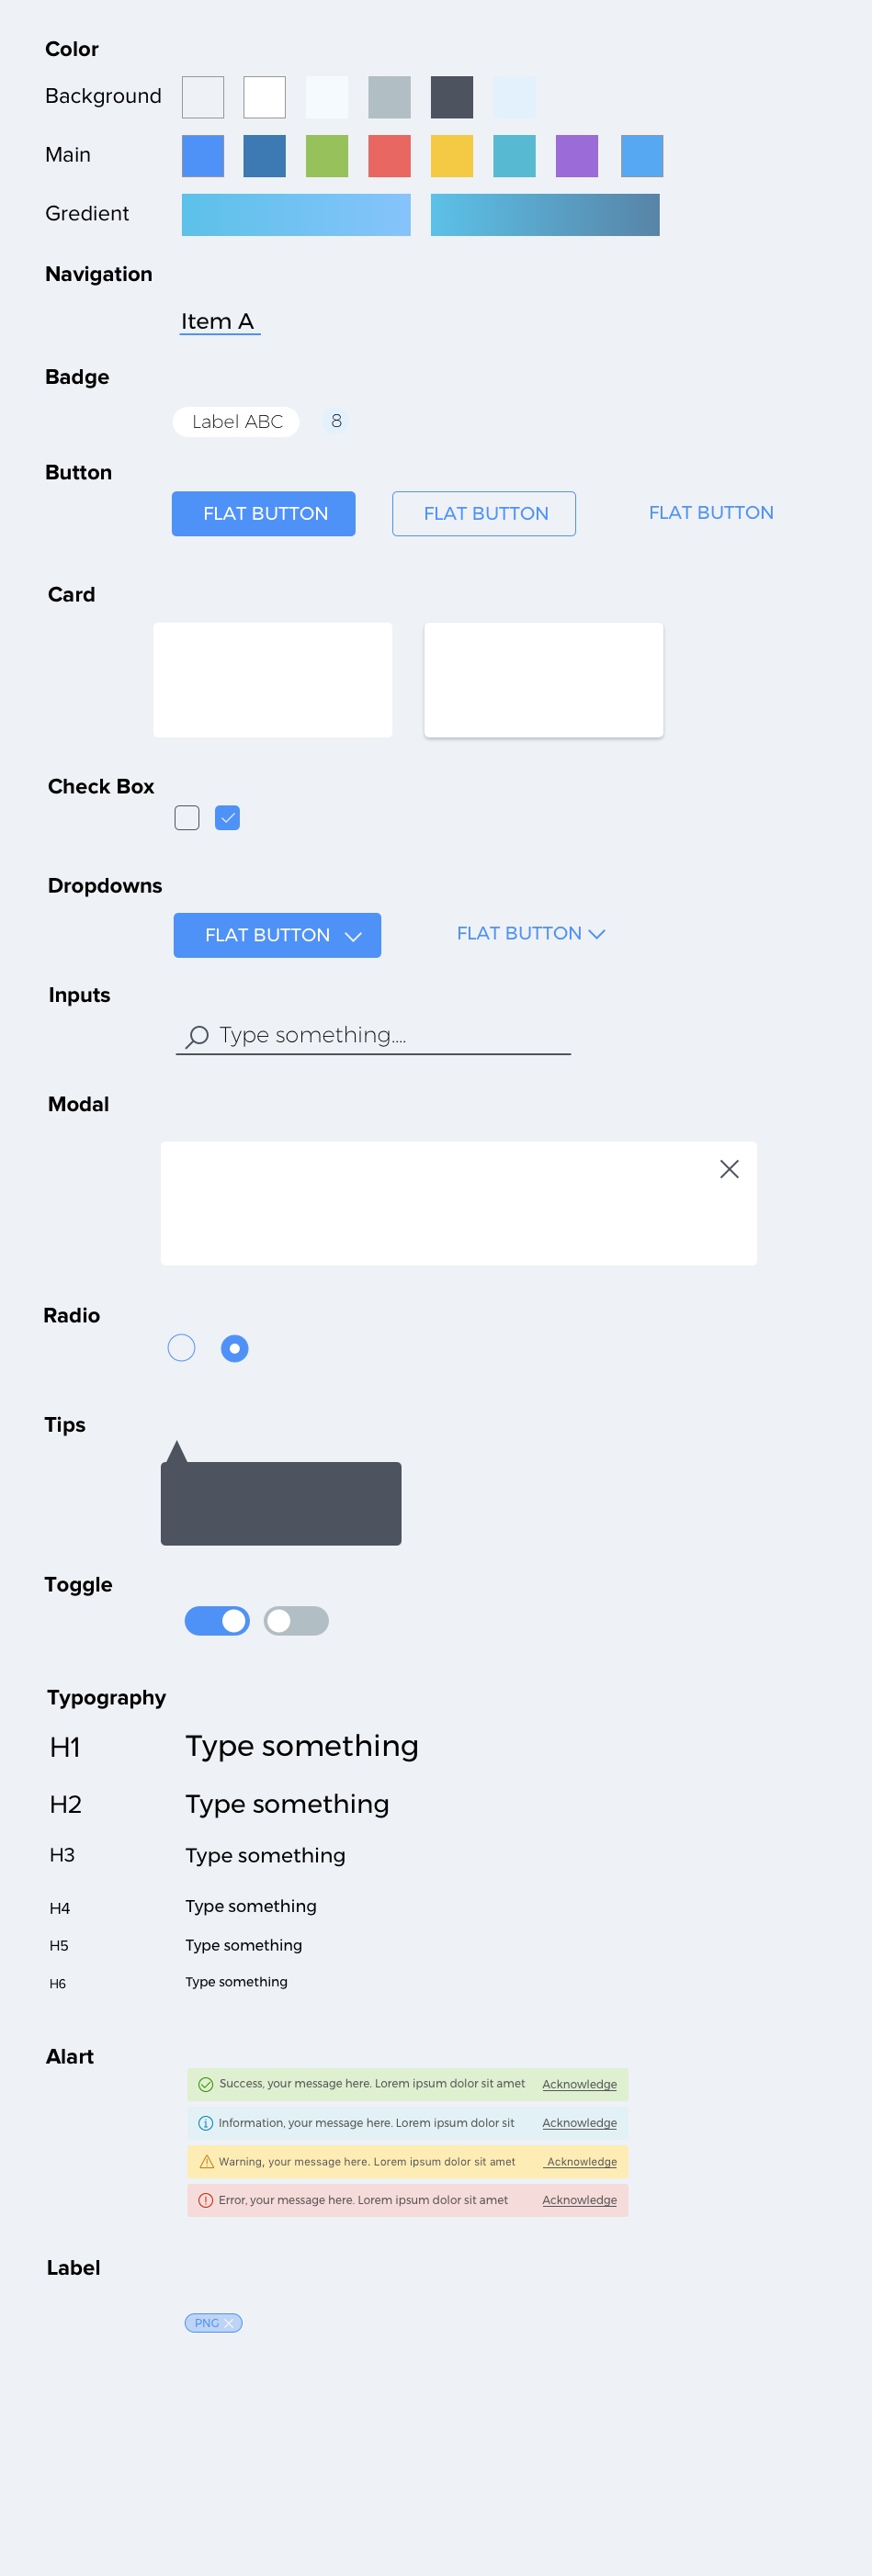 Color
Background
Main
Gredient
Navigation
Item A
Badge
Label ABC 8
Button
FLAT BUTTON FLAT BUTTON FLAT BUTTON
Card
Check Box
Dropdowns
FLAT BUTTON FLAT BUTTON
Inputs
Type something....
Modal
Radio
Tips
Toggle
Typography
H1 Type something
H2 Type something
H3 Type something
H4 Type something
H5 Type something
H6 Type something
Alart
Success, your message here. Lorem ipsum dolor sit amet Acknowledge
Information, your message here. Lorem ipsum dolor sit Acknowledge
Warning, your message here. Lorem ipsum dolor sit amet Acknowledge
Error, your message here. Lorem ipsum dolor sit amet Acknowledge
Label
PNG